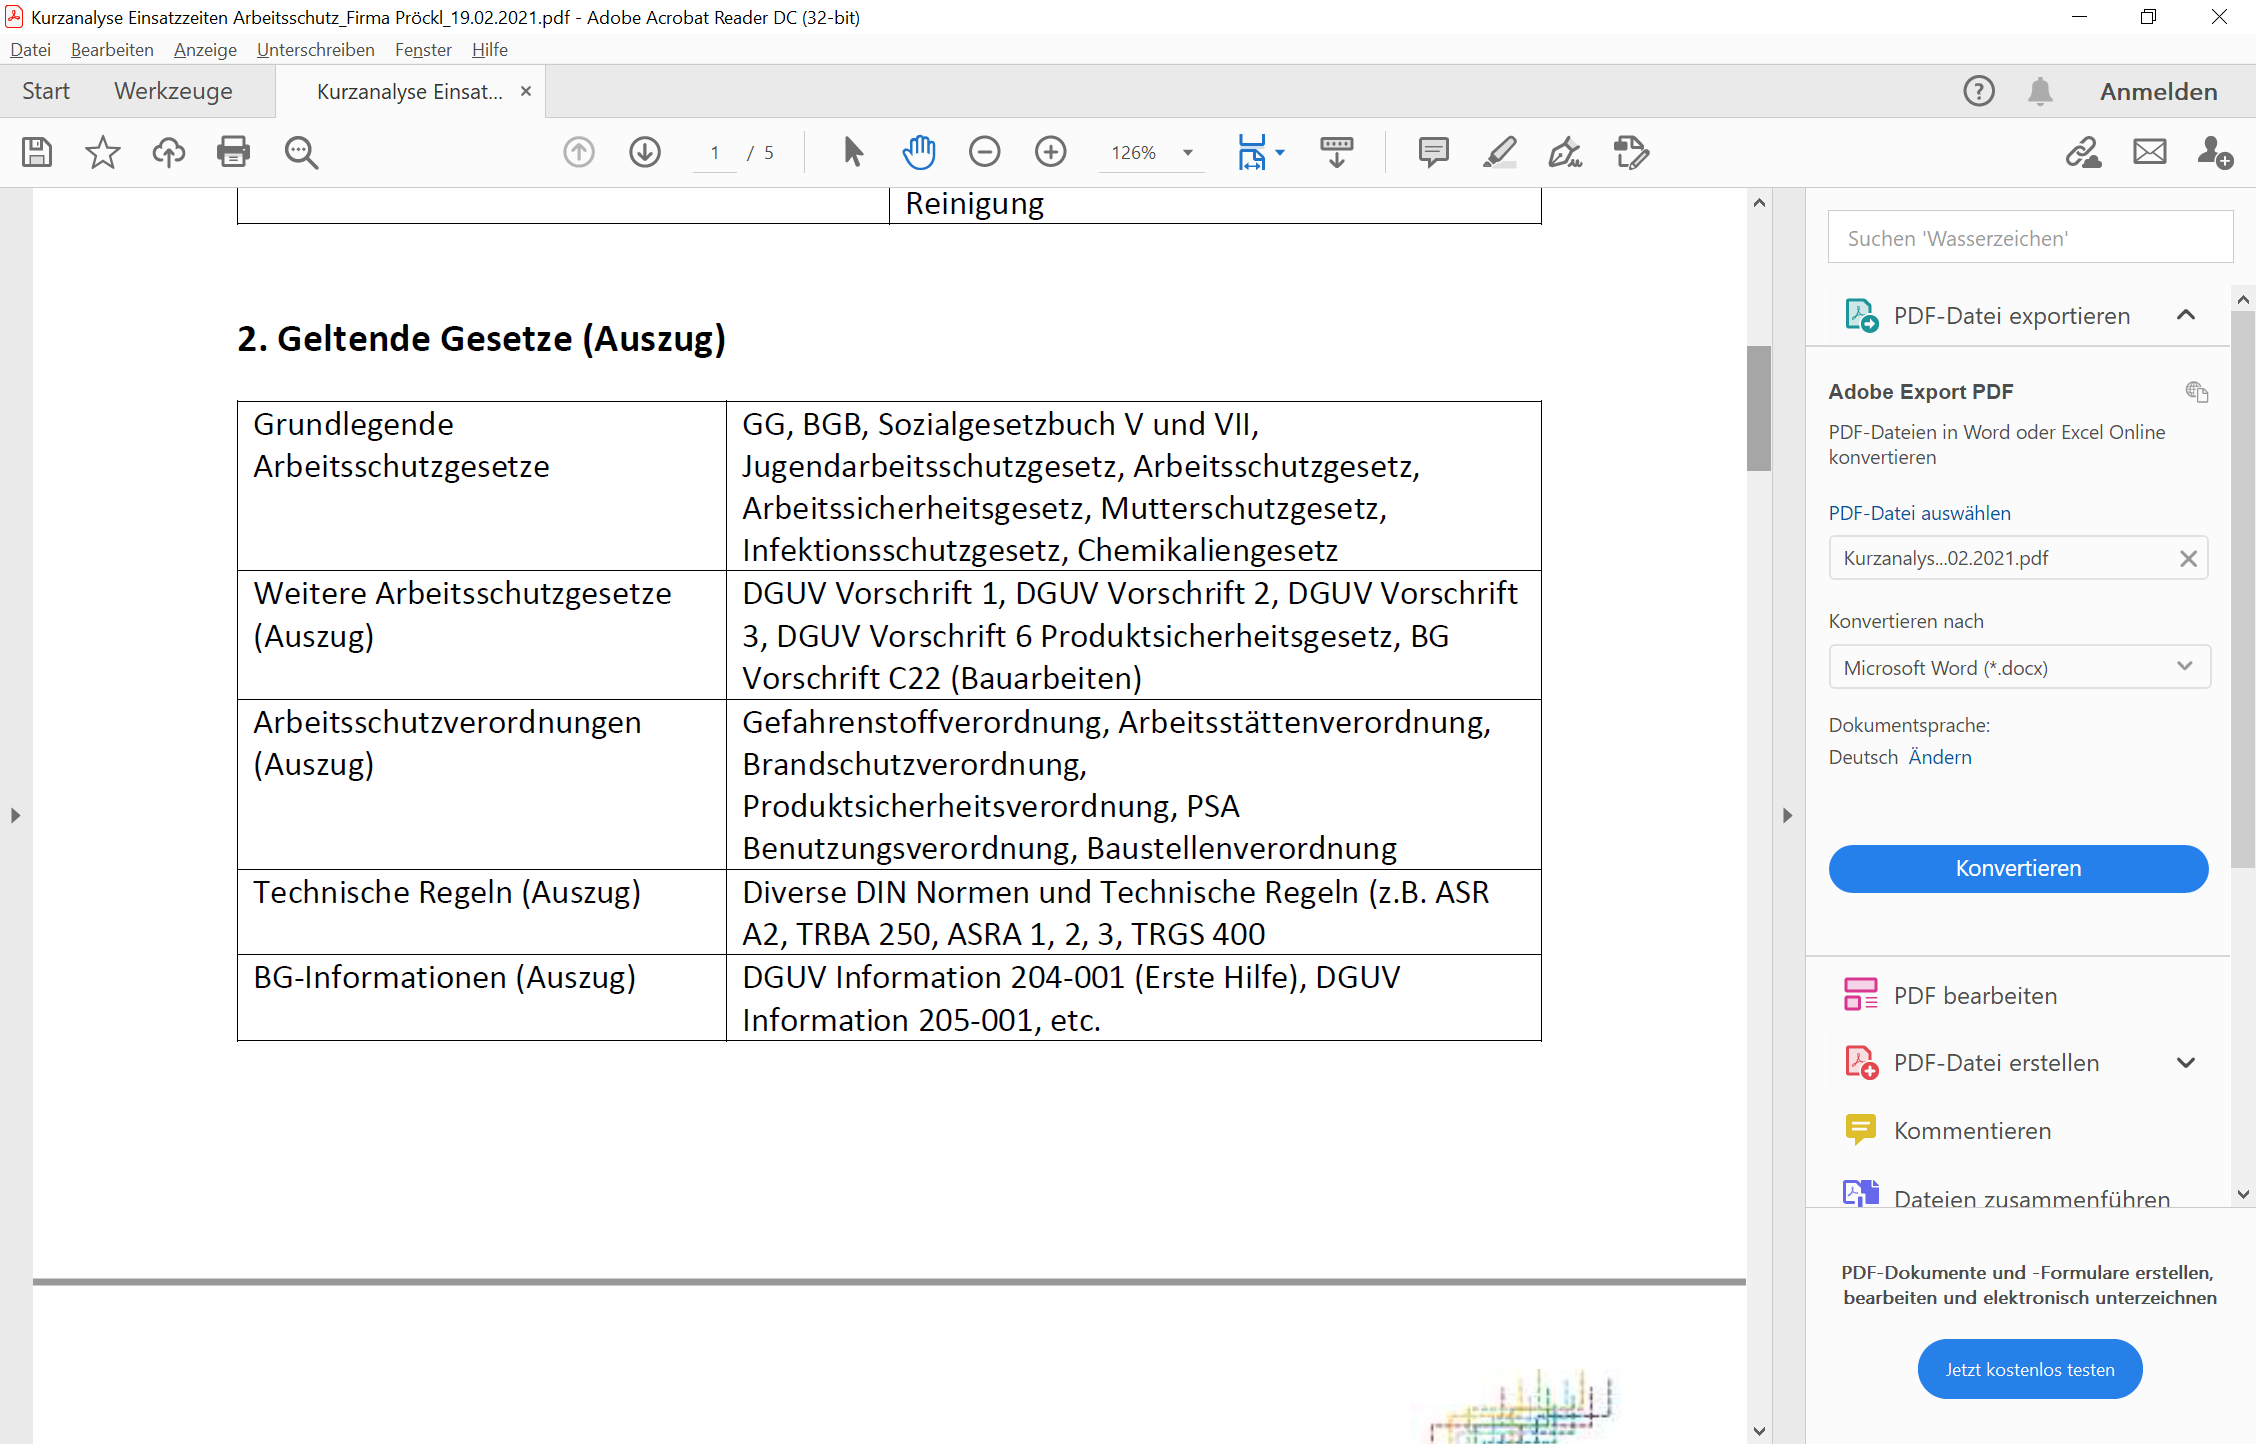 Kurzanalyse Einsatzzeiten Arbeitsschutz_Firma Pröckl_19.02.2021.pdf - Adobe Acrobat Reader DC (32-bit)
Datei Bearbeiten Anzeige Unterschreiben Fenster Hilfe
Start Werkzeuge Kurzanalyse Einsat... × Anmelden
1 / 5 126%
Reinigung
2. Geltende Gesetze (Auszug)
Grundlegende
Arbeitsschutzgesetze
GG, BGB, Sozialgesetzbuch V und VII,
Jugendarbeitsschutzgesetz, Arbeitsschutzgesetz,
Arbeitssicherheitsgesetz, Mutterschutzgesetz,
Infektionsschutzgesetz, Chemikaliengesetz
Weitere Arbeitsschutzgesetze
(Auszug)
DGUV Vorschrift 1, DGUV Vorschrift 2, DGUV Vorschrift
3, DGUV Vorschrift 6 Produktsicherheitsgesetz, BG
Vorschrift C22 (Bauarbeiten)
Arbeitsschutzverordnungen
(Auszug)
Gefahrenstoffverordnung, Arbeitsstättenverordnung,
Brandschutzverordnung,
Produktsicherheitsverordnung, PSA
Benutzungsverordnung, Baustellenverordnung
Technische Regeln (Auszug)
Diverse DIN Normen und Technische Regeln (z.B. ASR
A2, TRBA 250, ASRA 1, 2, 3, TRGS 400
BG-Informationen (Auszug)
DGUV Information 204-001 (Erste Hilfe), DGUV
Information 205-001, etc.
Suchen 'Wasserzeichen'
PDF-Datei exportieren
Adobe Export PDF
PDF-Dateien in Word oder Excel Online
konvertieren
PDF-Datei auswählen
Kurzanalys...02.2021.pdf
Konvertieren nach
Microsoft Word (*.docx)
Dokumentsprache:
Deutsch Ändern
Konvertieren
PDF bearbeiten
PDF-Datei erstellen
Kommentieren
Dateien zusammenführen
PDF-Dokumente und -Formulare erstellen,
bearbeiten und elektronisch unterzeichnen
Jetzt kostenlos testen